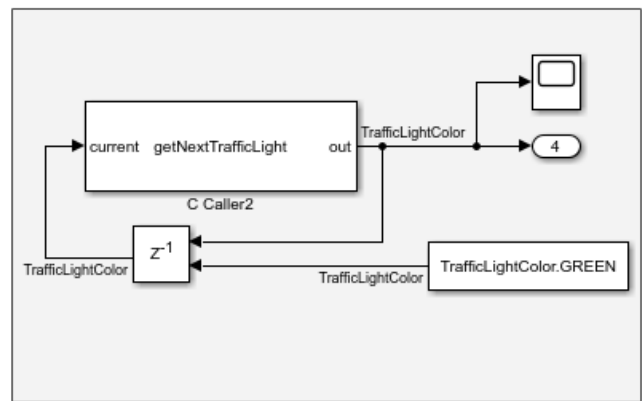 TrafficLightColor
current getNextTrafficLight out
4
C Caller2
z-1
TrafficLightColor
TrafficLightColor
TrafficLightColor.GREEN